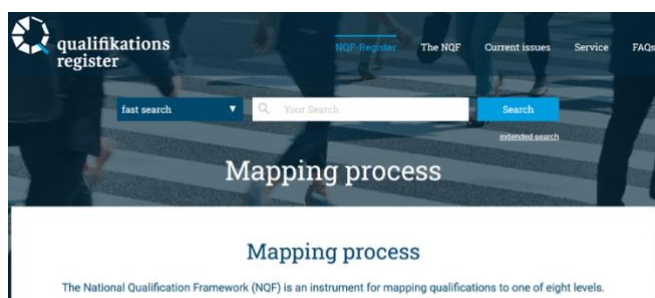 qualifikations
register
NQF-Register The NQF Current issues Service FAQs
fast search Your Search Search
extended search
Mapping process
Mapping process
The National Qualification Framework (NQF) is an instrument for mapping qualifications to one of eight levels.